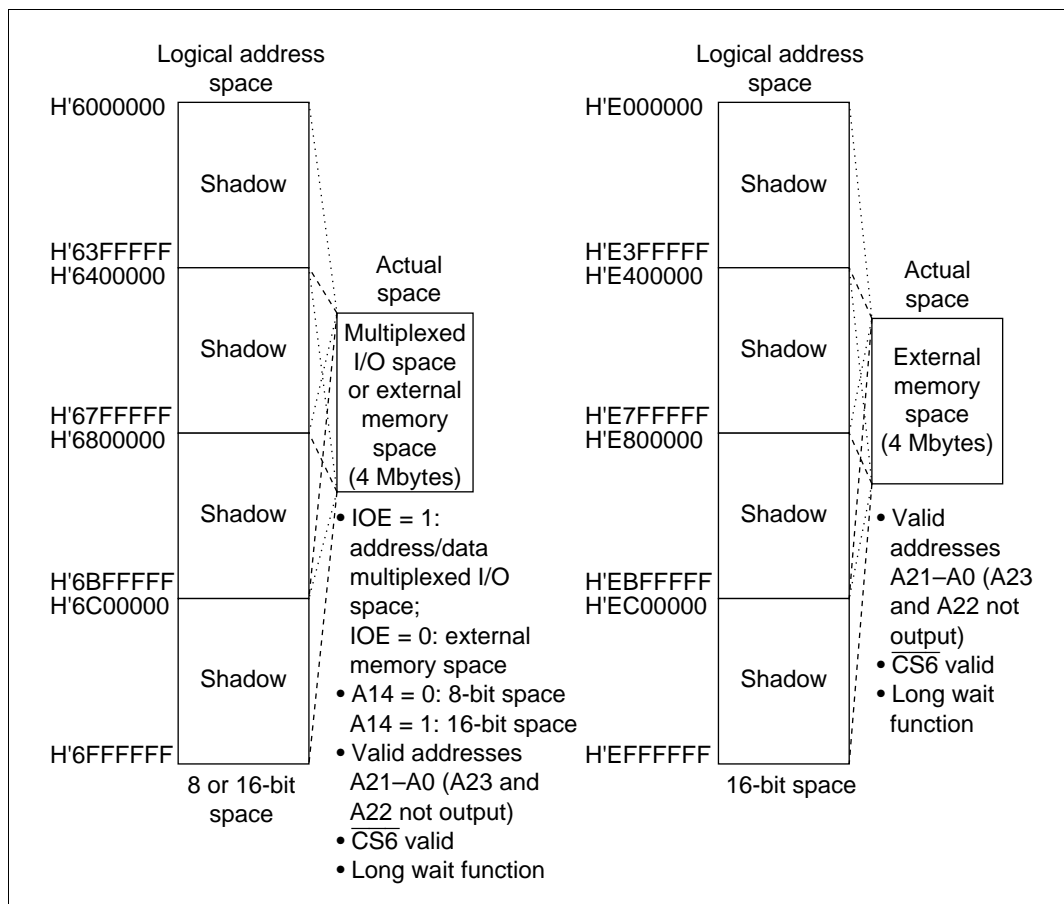 Logical address
space
H'6000000
Shadow
H'63FFFFF
H'6400000
Shadow
H'67FFFFF
H'6800000
Shadow
H'6BFFFFF
H'6C00000
Shadow
H'6FFFFFF
8 or 16-bit
space
Actual
space
Multiplexed
I/O space
or external
memory
space
(4 Mbytes)
• IOE = 1:
address/data
multiplexed I/O
space;
IOE = 0: external
memory space
• A14 = 0: 8-bit space
A14 = 1: 16-bit space
• Valid addresses
A21–A0 (A23 and
A22 not output)
• CS6 valid
• Long wait function
Logical address
space
H'E000000
Shadow
H'E3FFFFF
H'E400000
Shadow
H'E7FFFFF
H'E800000
Shadow
H'EBFFFFF
H'EC00000
Shadow
H'EFFFFFF
16-bit space
Actual
space
External
memory
space
(4 Mbytes)
• Valid
addresses
A21–A0 (A23
and A22 not
output)
• CS6 valid
• Long wait
function